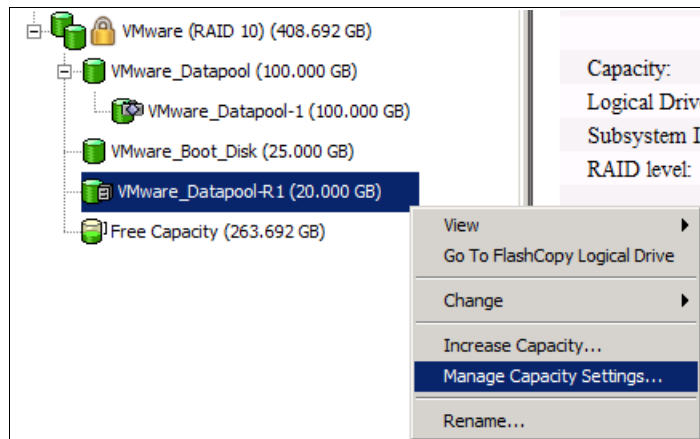 VMware (RAID 10) (408.692 GB)
VMware_Datapool (100.000 GB)
VMware_Datapool-1 (100.000 GB)
VMware_Boot_Disk (25.000 GB)
VMware_Datapool-R1 (20.000 GB)
Free Capacity (263.692 GB)
Capacity:
Logical Driv
Subsystem I
RAID level:
View
Go To FlashCopy Logical Drive
Change
Increase Capacity...
Manage Capacity Settings...
Rename...